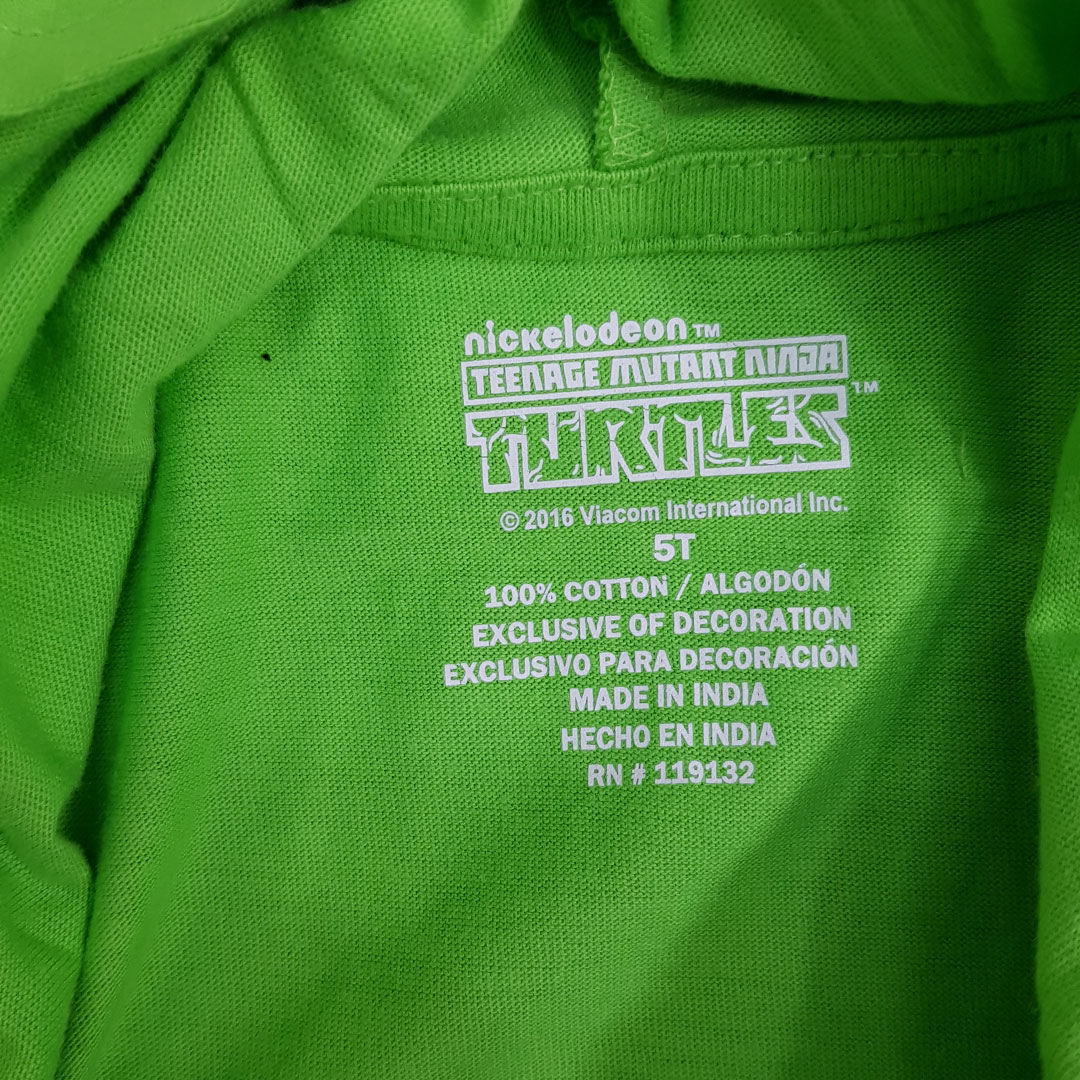 nickelodeon™
TEENAGE MUTANT NINJA
TURTLES™
© 2016 Viacom International Inc.
5T
100% COTTON / ALGODÓN
EXCLUSIVE OF DECORATION
EXCLUSIVO PARA DECORACIÓN
MADE IN INDIA
HECHO EN INDIA
RN # 119132